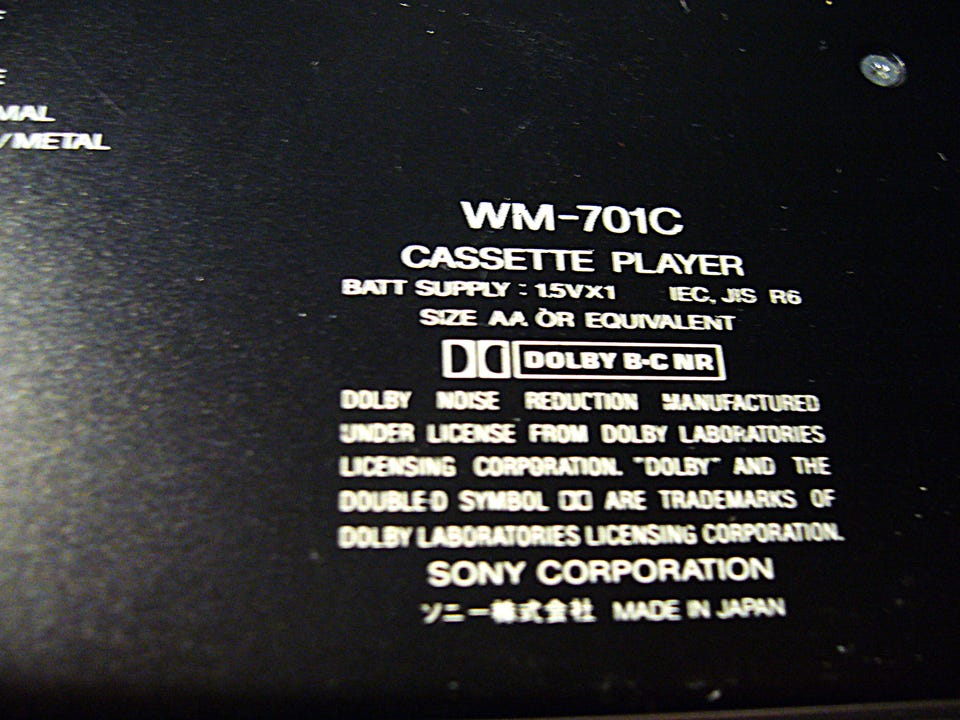 E
MAL
/METAL
WM-701C
CASSETTE PLAYER
BATT SUPPLY : 1.5V X 1 IEC, JIS R6
SIZE AA OR EQUIVALENT
DOLBY B-C NR
DOLBY NOISE REDUCTION MANUFACTURED
UNDER LICENSE FROM DOLBY LABORATORIES
LICENSING CORPORATION. "DOLBY" AND THE
DOUBLE-D SYMBOL ARE TRADEMARKS OF
DOLBY LABORATORIES LICENSING CORPORATION.
SONY CORPORATION
ソニー株式会社 MADE IN JAPAN